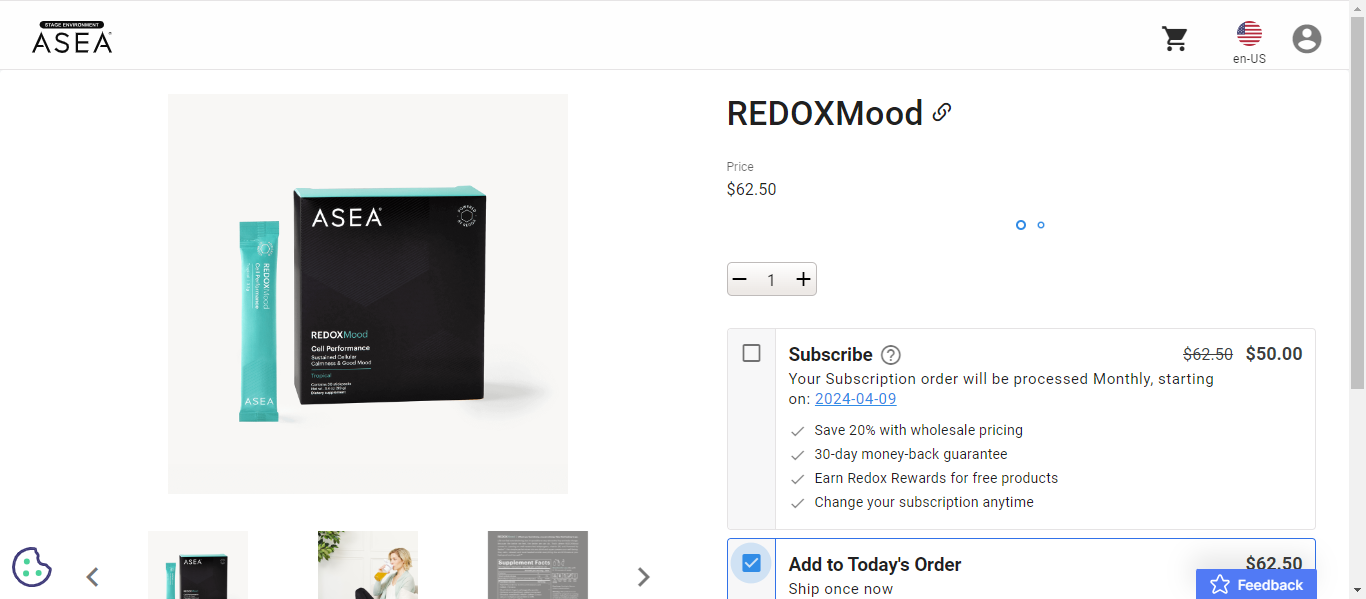 STAGE ENVIRONMENT
ASEA
en-US
REDOXMood
Price
$62.50
1
Subscribe
$62.50 $50.00
Your Subscription order will be processed Monthly, starting
on: 2024-04-09
Save 20% with wholesale pricing
30-day money-back guarantee
Earn Redox Rewards for free products
Change your subscription anytime
Add to Today's Order
$62.50
Ship once now
Feedback
ASEA
REDOXMood
Cell Performance
Sustained Cellular
Calmness & Good Mood
Tropical
Dietary supplement
REDOXMood
Cell Performance
ASEA
ASEA
Supplement Facts